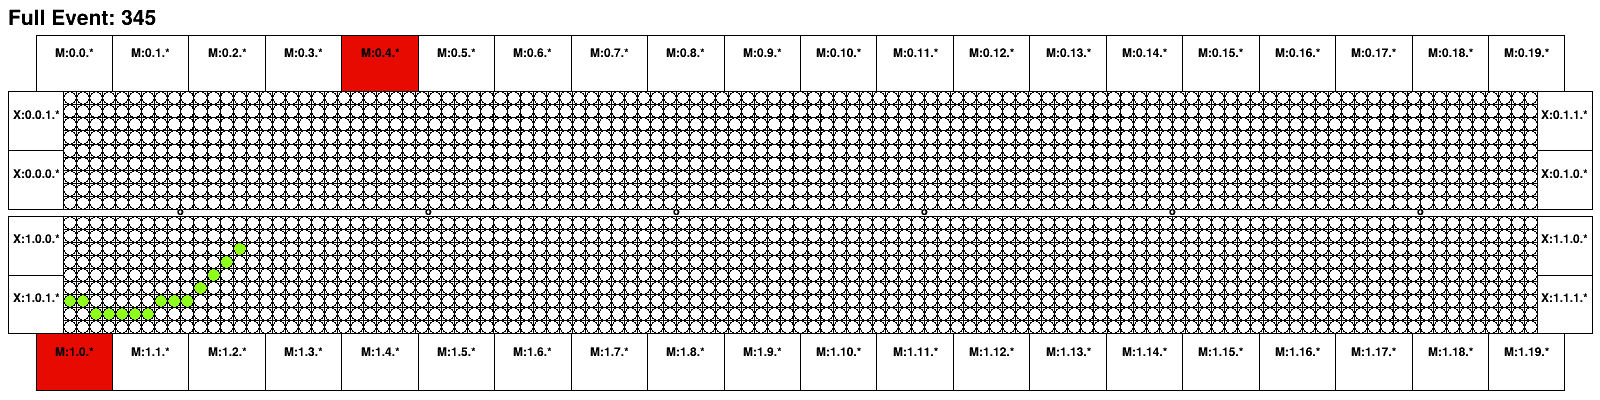 Full Event: 345
M:0.0.* M:0.1.* M:0.2.* M:0.3.* M:0.4.* M:0.5.* M:0.6.* M:0.7.* M:0.8.* M:0.9.* M:0.10.* M:0.11.* M:0.12.* M:0.13.* M:0.14.* M:0.15.* M:0.16.* M:0.17.* M:0.18.* M:0.19.*
X:0.0.1.* X:0.1.1.*
X:0.0.0.* X:0.1.0.*
X:1.0.0.* X:1.1.0.*
X:1.0.1.* X:1.1.1.*
M:1.0.* M:1.1.* M:1.2.* M:1.3.* M:1.4.* M:1.5.* M:1.6.* M:1.7.* M:1.8.* M:1.9.* M:1.10.* M:1.11.* M:1.12.* M:1.13.* M:1.14.* M:1.15.* M:1.16.* M:1.17.* M:1.18.* M:1.19.*